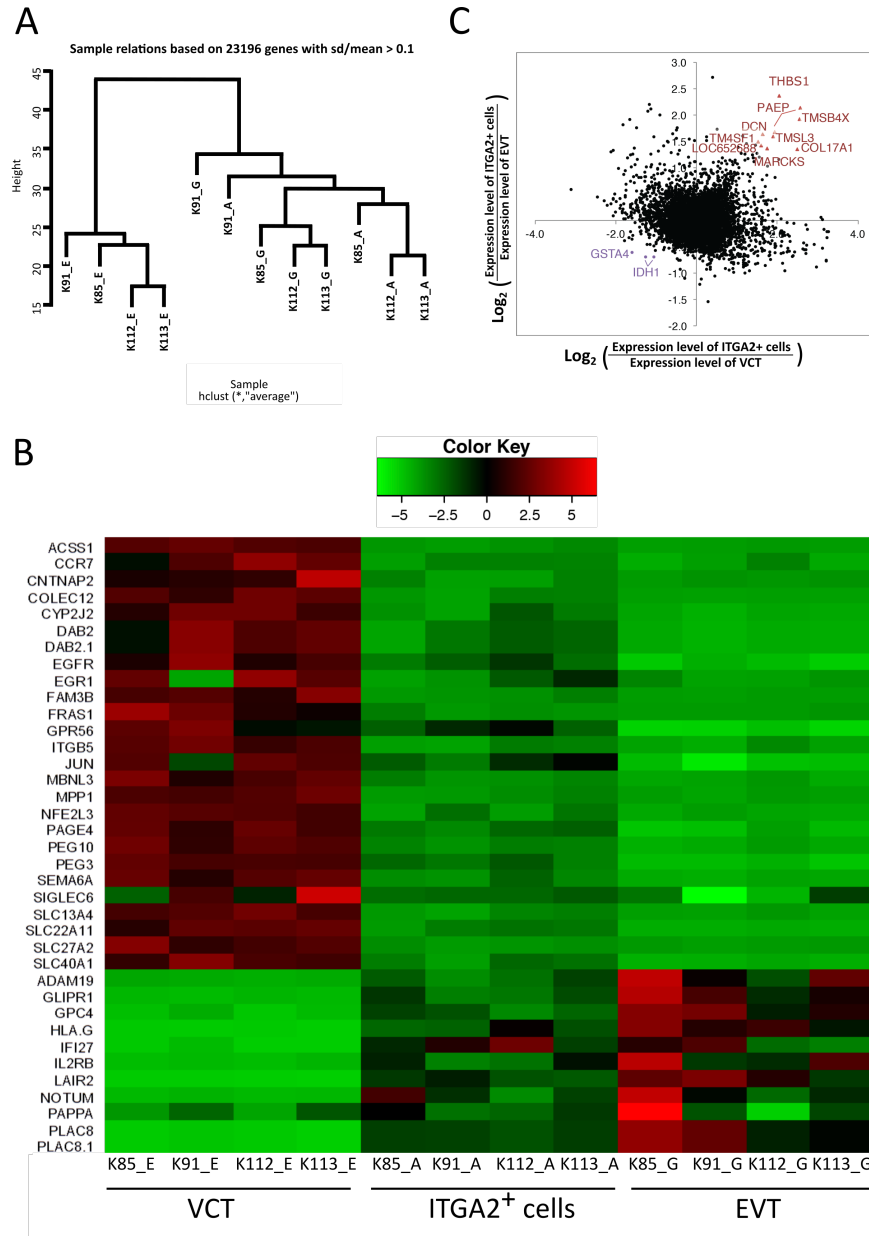 A
Sample relations based on 23196 genes with sd/mean > 0.1
Height
45
40
35
30
25
20
15
K91_E
K85_E
K112_E
K113_E
K91_G
K91_A
K85_G
K112_G
K113_G
K85_A
K112_A
K113_A
Sample
hclust (*,"average")
C
3.0
2.5
2.0
1.5
1.0
-1.0
-1.5
-2.0
-4.0
-2.0
2.0
4.0
THBS1
PAEP
TMSB4X
DCN
TM4SF1
TMSL3
LOC652688
COL17A1
MARCKS
GSTA4
IDH1
Log2 ( Expression level of ITGA2+ cells
Expression level of EVT )
Log2 ( Expression level of ITGA2+ cells
Expression level of VCT )
B
Color Key
−5 −2.5 0 2.5 5
ACSS1
CCR7
CNTNAP2
COLEC12
CYP2J2
DAB2
DAB2.1
EGFR
EGR1
FAM3B
FRAS1
GPR56
ITGB5
JUN
MBNL3
MPP1
NFE2L3
PAGE4
PEG10
PEG3
SEMA6A
SIGLEC6
SLC13A4
SLC22A11
SLC27A2
SLC40A1
ADAM19
GLIPR1
GPC4
HLA.G
IFI27
IL2RB
LAIR2
NOTUM
PAPPA
PLAC8
PLAC8.1
K85_E K91_E K112_E K113_E K85_A K91_A K112_A K113_A K85_G K91_G K112_G K113_G
VCT ITGA2+ cells EVT